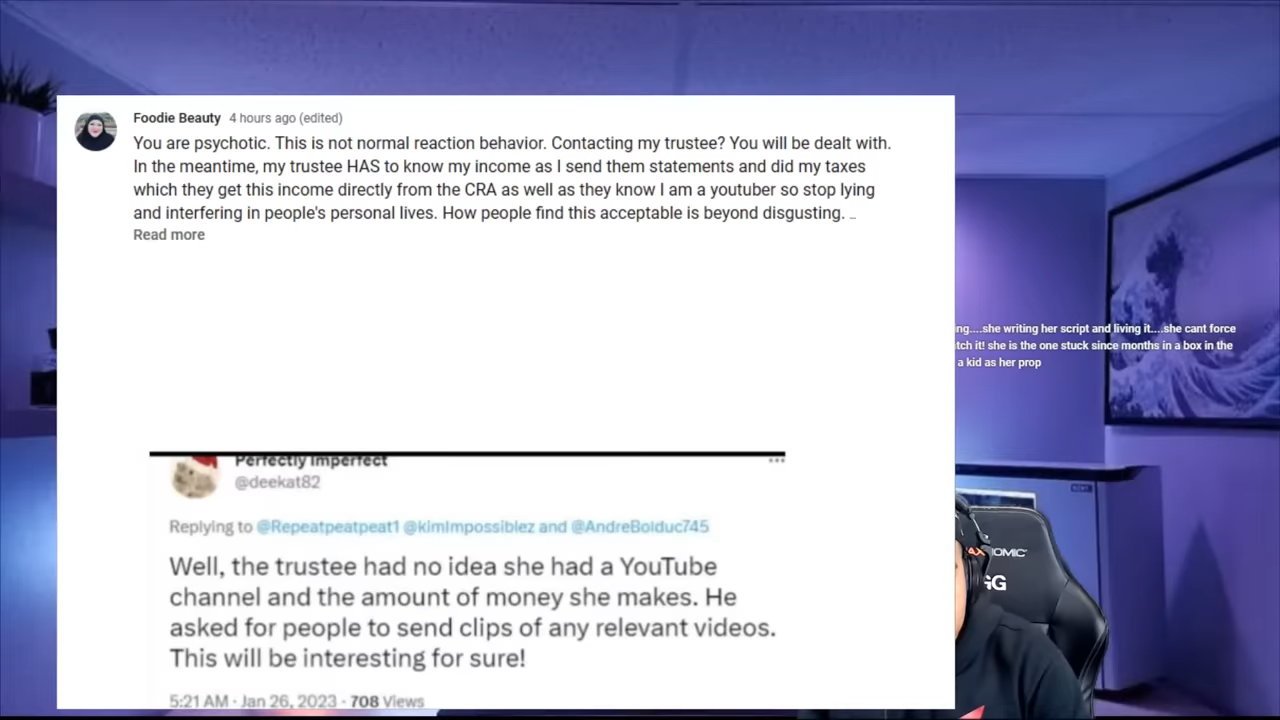 Foodie Beauty 4 hours ago (edited)
You are psychotic. This is not normal reaction behavior. Contacting my trustee? You will be dealt with.
In the meantime, my trustee HAS to know my income as I send them statements and did my taxes
which they get this income directly from the CRA as well as they know I am a youtuber so stop lying
and interfering in people's personal lives. How people find this acceptable is beyond disgusting. ...
Read more
ng....she writing her script and living it....she cant force
tch it! she is the one stuck since months in a box in the
a kid as her prop
Perfectly Imperfect
@deekat82
Replying to @Repeatpeatpeat1 @kimImpossiblez and @AndreBolduc745
Well, the trustee had no idea she had a YouTube
channel and the amount of money she makes. He
asked for people to send clips of any relevant videos.
This will be interesting for sure!
5:21 AM · Jan 26, 2023 · 708 Views
OMIC
GG